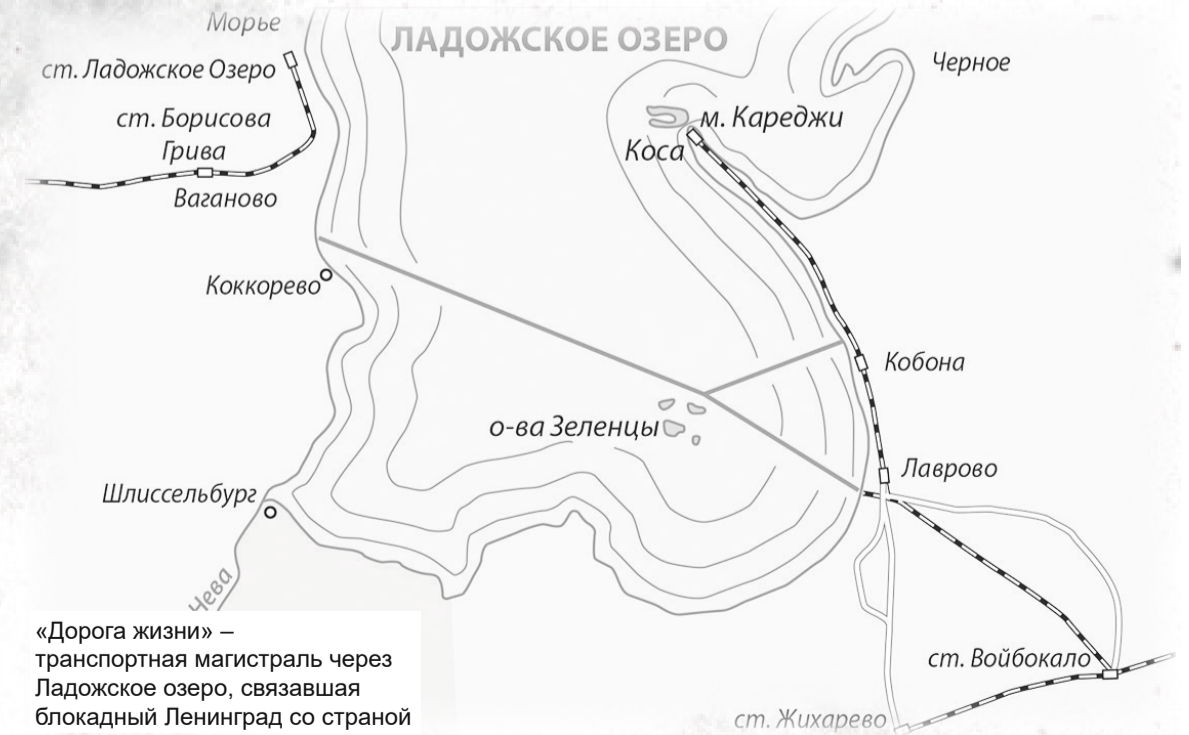 Морье
ЛАДОЖСКОЕ ОЗЕРО
ст. Ладожское Озеро
Черное
ст. Борисова
Грива
м. Кареджи
Коса
Ваганово
Коккорево
Кобона
о-ва Зеленцы
Лаврово
Шлиссельбург
Нева
«Дорога жизни» –
транспортная магистраль через
Ладожское озеро, связавшая
блокадный Ленинград со страной
ст. Войбокало
ст. Жихарево